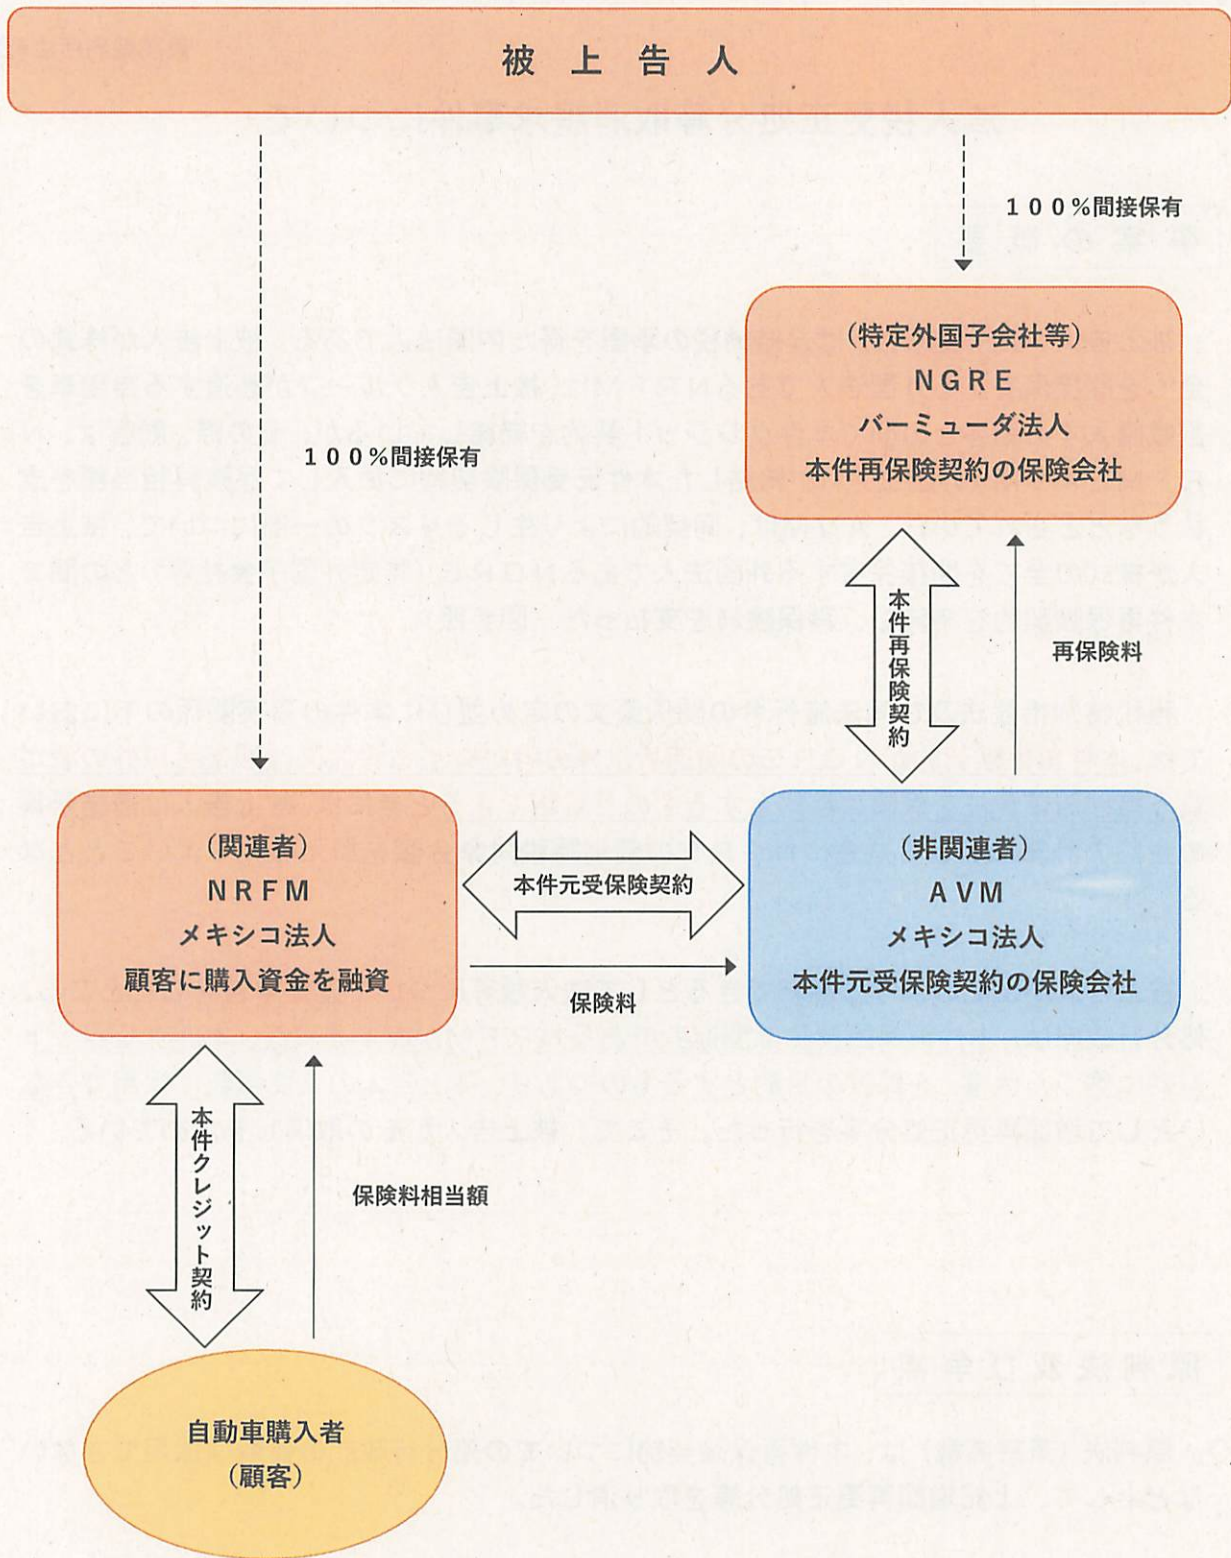 被上告人
１００％間接保有
１００％間接保有
(特定外国子会社等)
ＮＧＲＥ
バーミューダ法人
本件再保険契約の保険会社
本件再保険契約
再保険料
(関連者)
ＮＲＦＭ
メキシコ法人
顧客に購入資金を融資
本件元受保険契約
保険料
(非関連者)
ＡＶＭ
メキシコ法人
本件元受保険契約の保険会社
本件クレジット契約
保険料相当額
自動車購入者
(顧客)